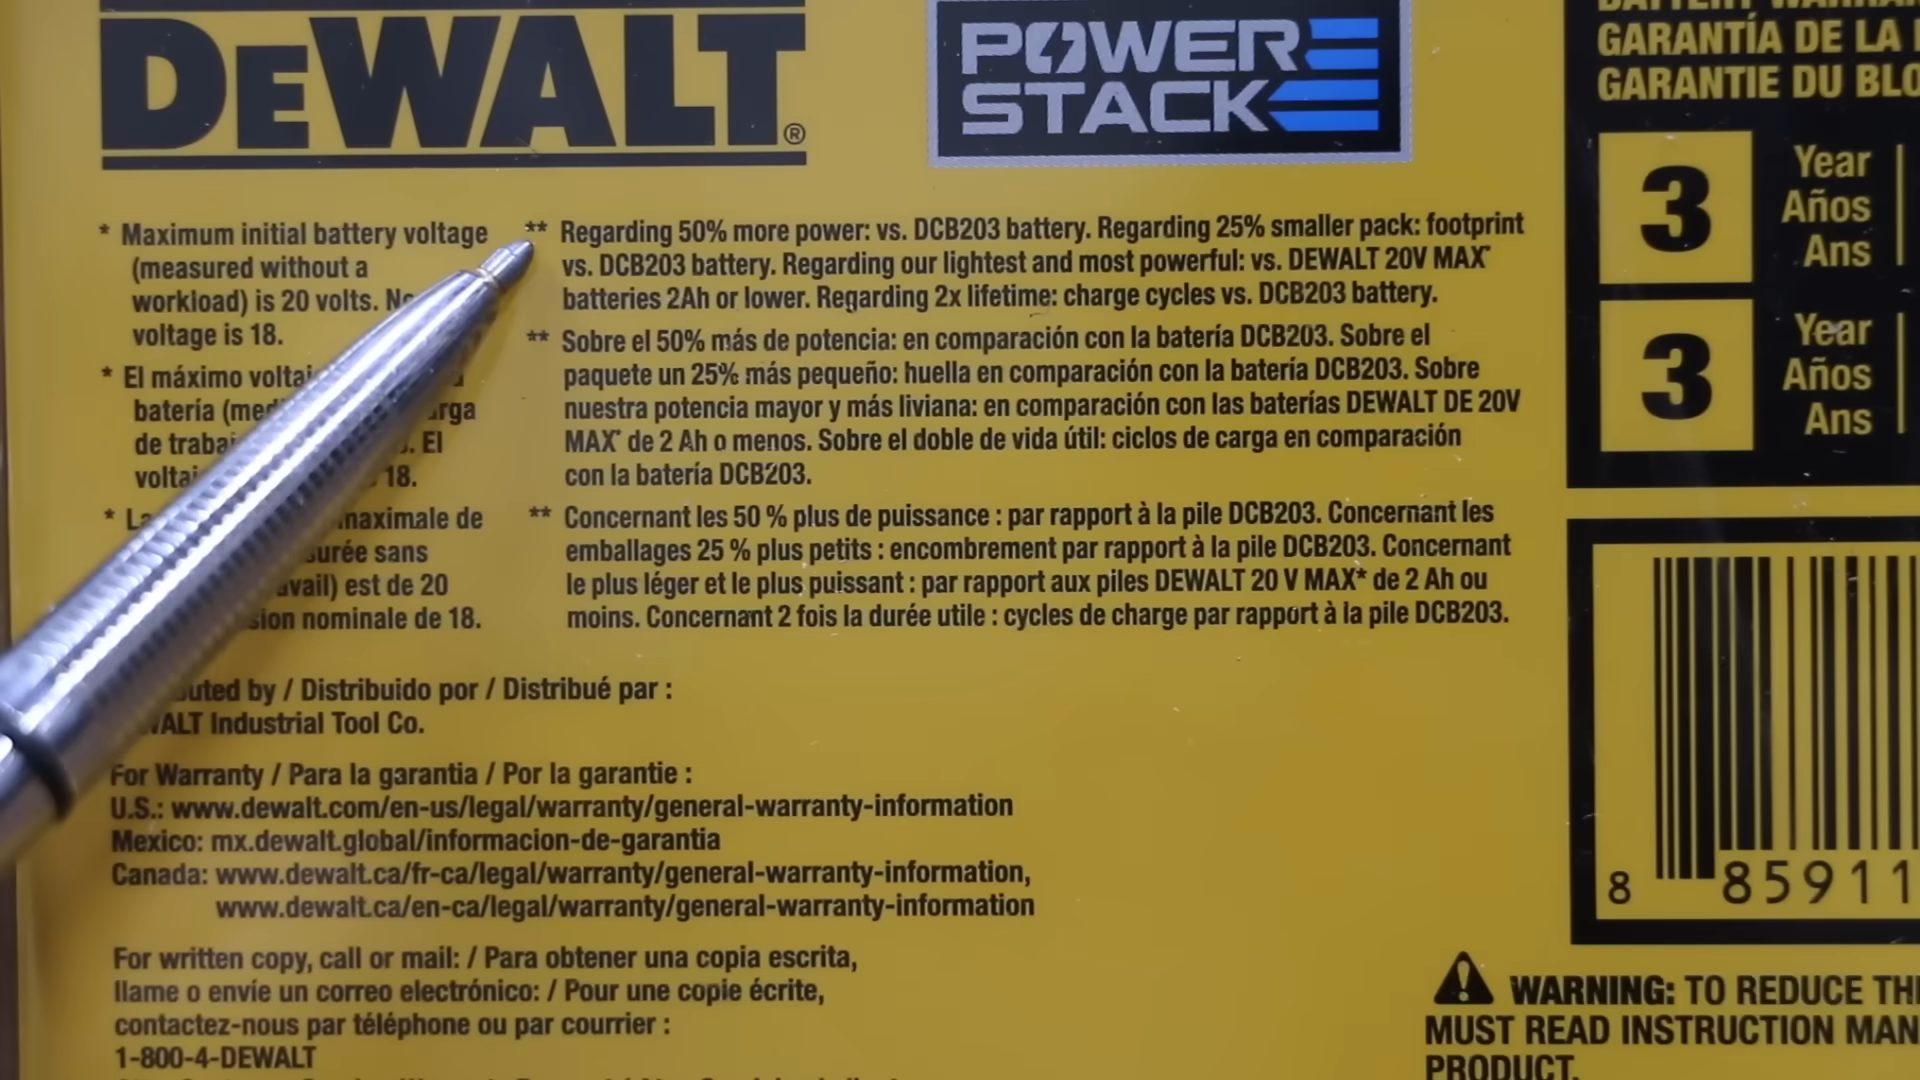 DEWALT®
POWER
STACK
* Maximum initial battery voltage
(measured without a
workload) is 20 volts.
voltage is 18.
* El máximo
batería
de
El
18.
*
maximale de
sans
est de 20
nominale de 18.
** Regarding 50% more power: vs. DCB203 battery. Regarding 25% smaller pack: footprint
vs. DCB203 battery. Regarding our lightest and most powerful: vs. DEWALT 20V MAX*
batteries 2Ah or lower. Regarding 2x lifetime: charge cycles vs. DCB203 battery.
** Sobre el 50% más de potencia: en comparación con la batería DCB203. Sobre el
paquete un 25% más pequeño: huella en comparación con la batería DCB203. Sobre
nuestra potencia mayor y más liviana: en comparación con las baterías DEWALT DE 20V
MAX* de 2 Ah o menos. Sobre el doble de vida útil: ciclos de carga en comparación
con la batería DCB203.
** Concernant les 50 % plus de puissance : par rapport à la pile DCB203. Concernant les
emballages 25 % plus petits : encombrement par rapport à la pile DCB203. Concernant
le plus léger et le plus puissant : par rapport aux piles DEWALT 20 V MAX* de 2 Ah ou
moins. Concernant 2 fois la durée utile : cycles de charge par rapport à la pile DCB203.
by / Distribuido por / Distribué par :
Industrial Tool Co.
For Warranty / Para la garantia / Por la garantie :
U.S.: www.dewalt.com/en-us/legal/warranty/general-warranty-information
Mexico: mx.dewalt.global/informacion-de-garantia
Canada: www.dewalt.ca/fr-ca/legal/warranty/general-warranty-information,
www.dewalt.ca/en-ca/legal/warranty/general-warranty-information
For written copy, call or mail: / Para obtener una copia escrita,
llame o envíe un correo electrónico: / Pour une copie écrite,
contactez-nous par téléphone ou par courrier :
1-800-4-DEWALT
GARANTÍA DE LA
GARANTIE DU
3 Year
Años
Ans
3 Year
Años
Ans
8 85911
WARNING: TO REDUCE
MUST READ INSTRUCTION
PRODUCT.